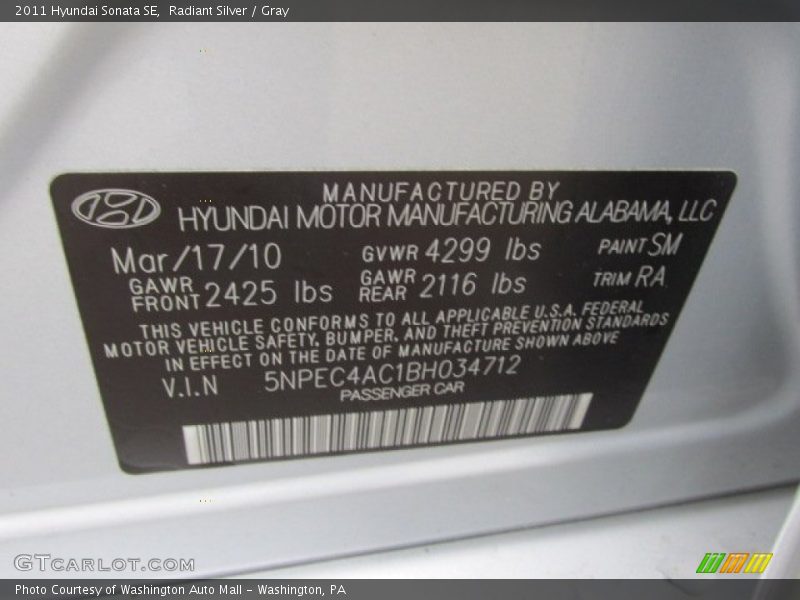 2011 Hyundai Sonata SE, Radiant Silver / Gray
MANUFACTURED BY
HYUNDAI MOTOR MANUFACTURING ALABAMA, LLC
Mar/17/10 GVWR 4299 lbs PAINT SM
GAWR FRONT 2425 lbs GAWR REAR 2116 lbs TRIM RA
THIS VEHICLE CONFORMS TO ALL APPLICABLE U.S.A. FEDERAL
MOTOR VEHICLE SAFETY, BUMPER, AND THEFT PREVENTION STANDARDS
IN EFFECT ON THE DATE OF MANUFACTURE SHOWN ABOVE
V.I.N 5NPEC4AC1BH034712
PASSENGER CAR
GTCARLOT.COM
Photo Courtesy of Washington Auto Mall - Washington, PA